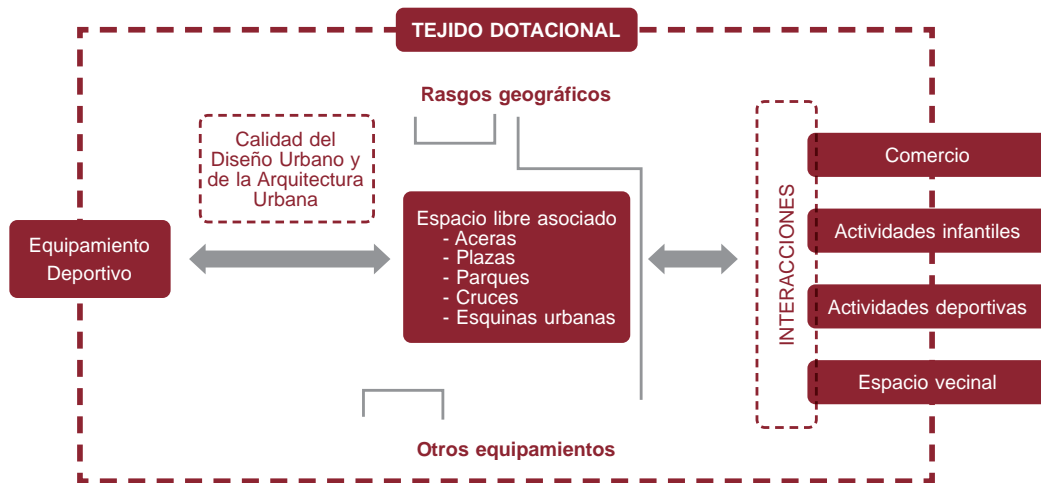 TEJIDO DOTACIONAL
Rasgos geográficos
Calidad del
Diseño Urbano y
de la Arquitectura
Urbana
Equipamiento
Deportivo
Espacio libre asociado
- Aceras
- Plazas
- Parques
- Cruces
- Esquinas urbanas
Otros equipamientos
INTERACCIONES
Comercio
Actividades infantiles
Actividades deportivas
Espacio vecinal